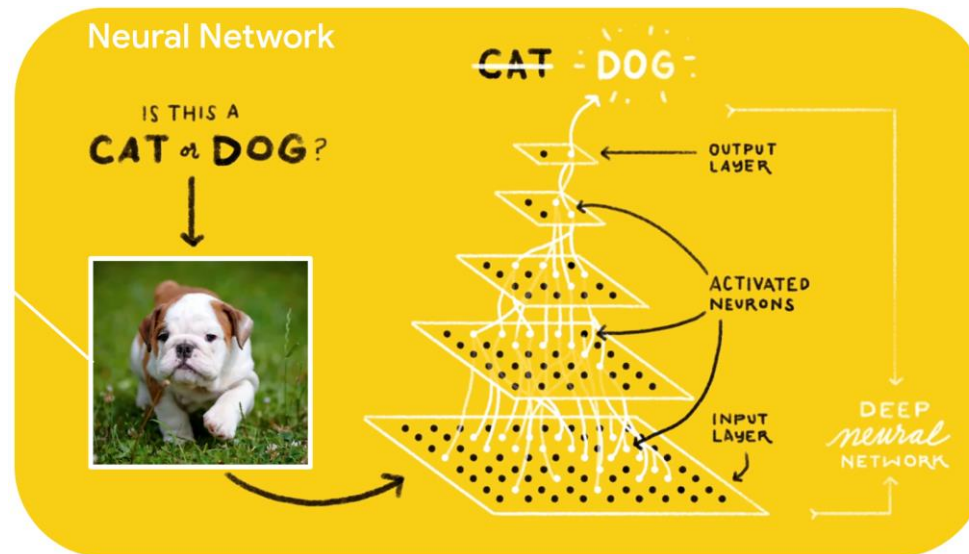 Neural Network
IS THIS A
CAT or DOG?
CAT DOG
OUTPUT
LAYER
ACTIVATED
NEURONS
INPUT
LAYER
DEEP
neural
NETWORK